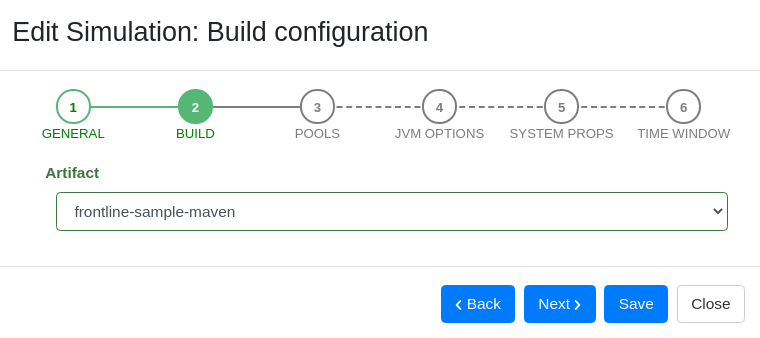 Edit Simulation: Build configuration
1 2 3 4 5 6
GENERAL BUILD POOLS JVM OPTIONS SYSTEM PROPS TIME WINDOW
Artifact
frontline-sample-maven
Back Next Save Close